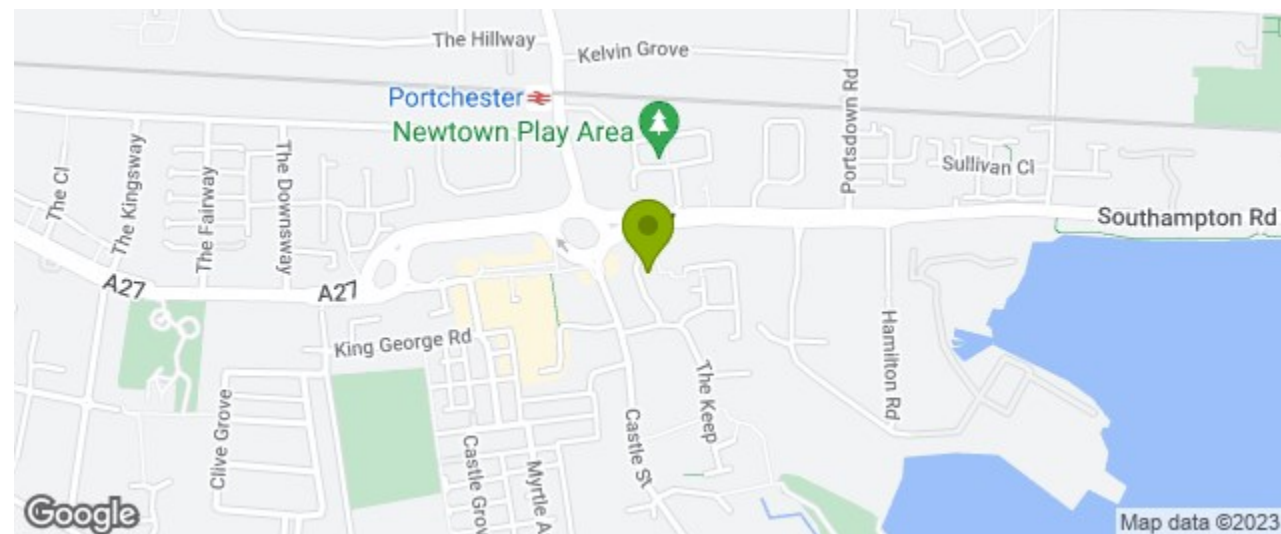 The Hillway
Kelvin Grove
Portchester
Newtown Play Area
Portsdown Rd
Sullivan Cl
The Cl
The Kingsway
The Fairway
The Downsway
Southampton Rd
A27
A27
King George Rd
Hamilton Rd
The Keep
Clive Grove
Castle St
Castle Grov
Myrtle A
Google
Map data ©2023